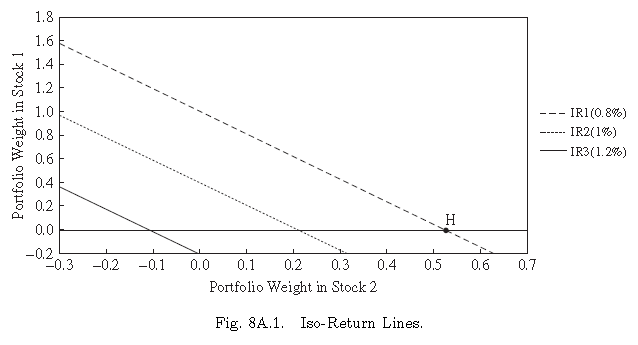 1.8
1.6
1.4
1.2
1.0
0.8
0.6
0.4
0.2
0.0
−0.2
Portfolio Weight in Stock 1
H
IR1(0.8%)
IR2(1%)
IR3(1.2%)
−0.3 −0.2 −0.1 0.0 0.1 0.2 0.3 0.4 0.5 0.6 0.7
Portfolio Weight in Stock 2
Fig. 8A.1. Iso-Return Lines.